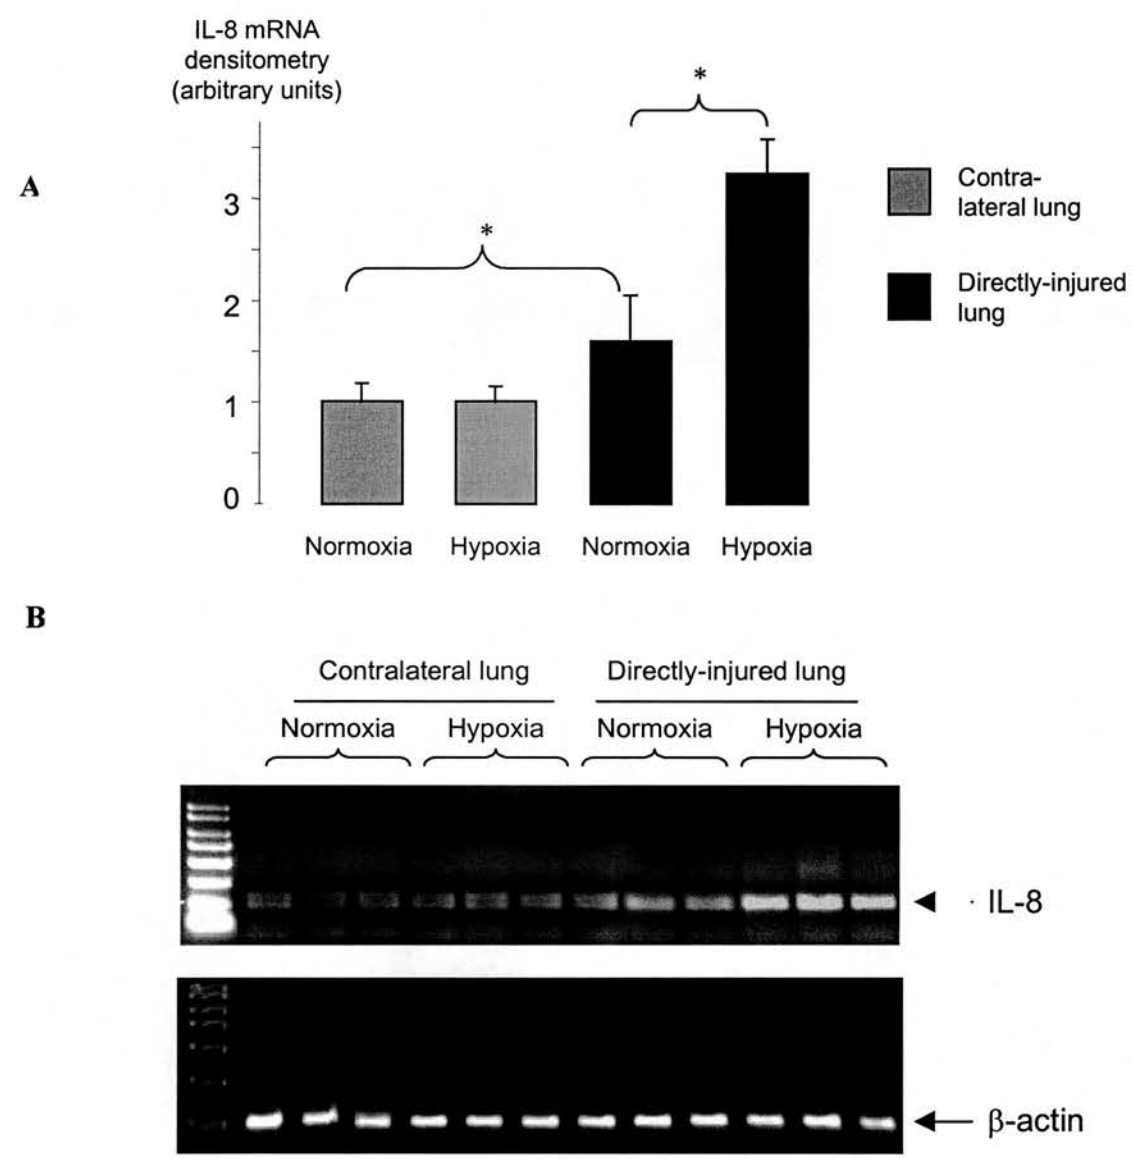 IL-8 mRNA
densitometry
(arbitrary units)
A
*
*
3
2
1
0
Contra-
lateral lung
Directly-injured
lung
Normoxia Hypoxia Normoxia Hypoxia
B
Contralateral lung Directly-injured lung
Normoxia Hypoxia Normoxia Hypoxia
IL-8
β-actin